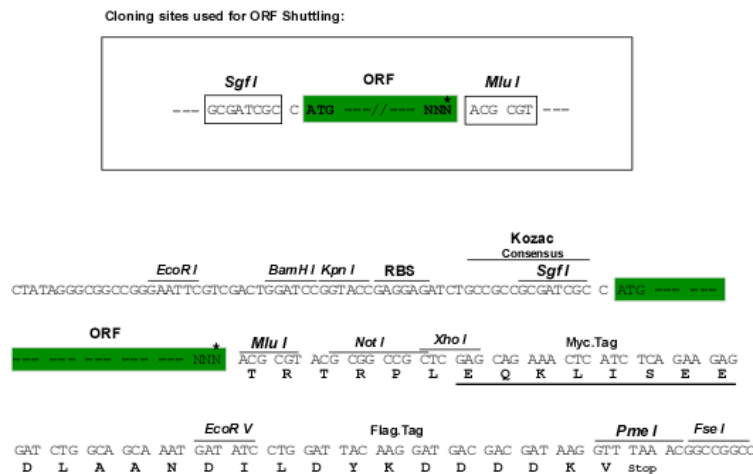 Cloning sites used for ORF Shuttling:
Sgf I ORF Mlu I
--- GCGATCGC C ATG ---//--- NNN* ACG CGT ---
Kozac
Consensus
EcoR I BamH I Kpn I RBS Sgf I
CTATAGGGCGGCCGGGAATTCGTCGACTGGATCCGGTACCGAGGAGATCTGCCGCCGCGATCGC C ATG --- ---
ORF Mlu I Not I Xho I Myc.Tag
--- --- --- --- --- --- NNN* ACG CGT ACG CGG CCG CTC GAG CAG AAA CTC ATC TCA GAA GAG
T R T R P L E Q K L I S E E
EcoR V Flag.Tag Pme I Fse I
GAT CTG GCA GCA AAT GAT ATC CTG GAT TAC AAG GAT GAC GAC GAT AAG GTT TAA ACGGCCGGCC
D L A A N D I L D Y K D D D D K V Stop